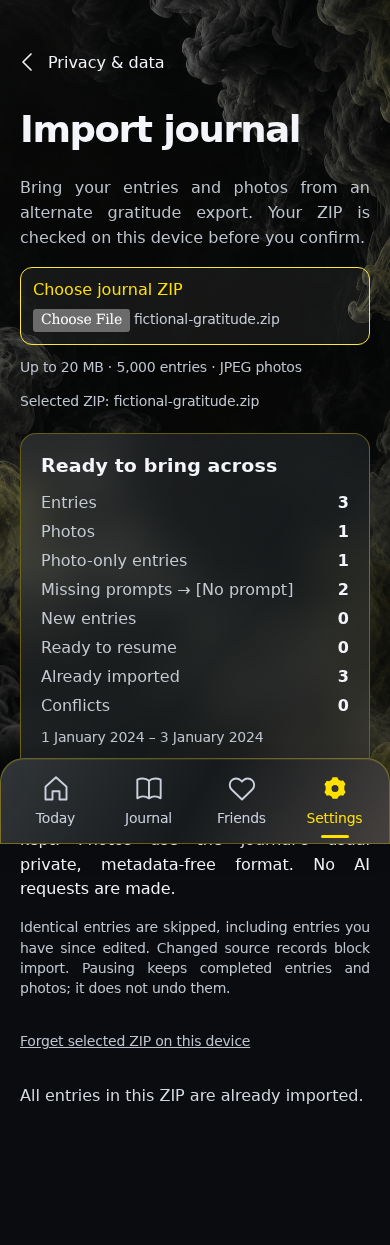 Privacy & data
Import journal
Bring your entries and photos from an
alternate gratitude export. Your ZIP is
checked on this device before you confirm.
Choose journal ZIP
Choose File fictional-gratitude.zip
Up to 20 MB · 5,000 entries · JPEG photos
Selected ZIP: fictional-gratitude.zip
Ready to bring across
Entries 3
Photos 1
Photo-only entries 1
Missing prompts → [No prompt] 2
New entries 0
Ready to resume 0
Already imported 3
Conflicts 0
1 January 2024 – 3 January 2024
Today Journal Friends Settings
private, metadata-free format. No AI
requests are made.
Identical entries are skipped, including entries you
have since edited. Changed source records block
import. Pausing keeps completed entries and
photos; it does not undo them.
Forget selected ZIP on this device
All entries in this ZIP are already imported.